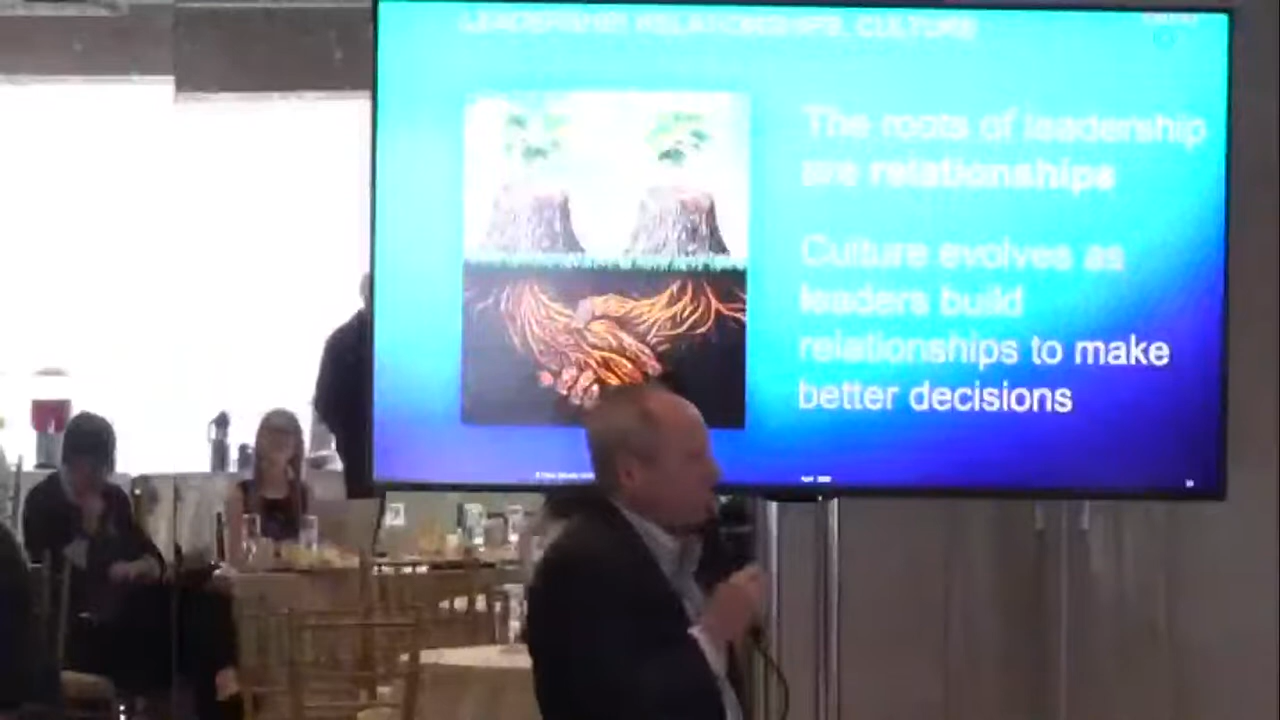 LEADERSHIP, RELATIONSHIPS, CULTURE
The roots of leadership
are relationships
Culture evolves as
leaders build
relationships to make
better decisions